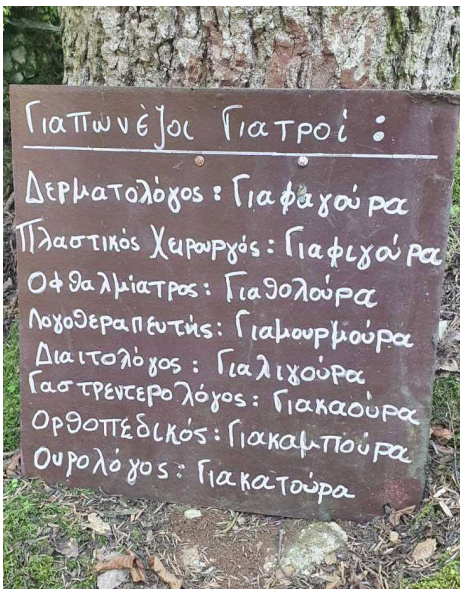 Γιαπωνέζοι Γιατροί :
Δερματολόγος : Γιαφαγούρα
Πλαστικός Χειρουργός : Γιαφιγούρα
Οφθαλμίατρος : Γιαθολούρα
Λογοθεραπευτής : Γιαμουρμούρα
Διαιτολόγος : Γιαλιγούρα
Γαστρεντερολόγος : Γιακαούρα
Ορθοπεδικός : Γιακαμπούρα
Ουρολόγος : Γιακατούρα